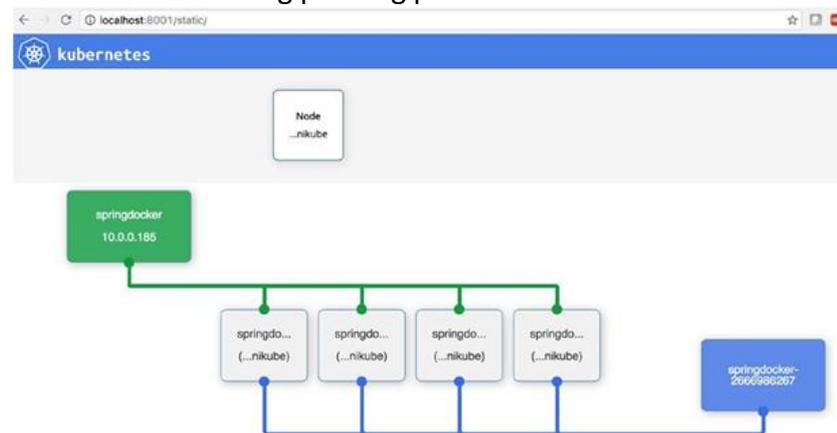 localhost:8001/static/
kubernetes
Node
...nikube
springdocker
10.0.0.185
springdo...
(...nikube)
springdo...
(...nikube)
springdo...
(...nikube)
springdo...
(...nikube)
springdocker-
2666986267